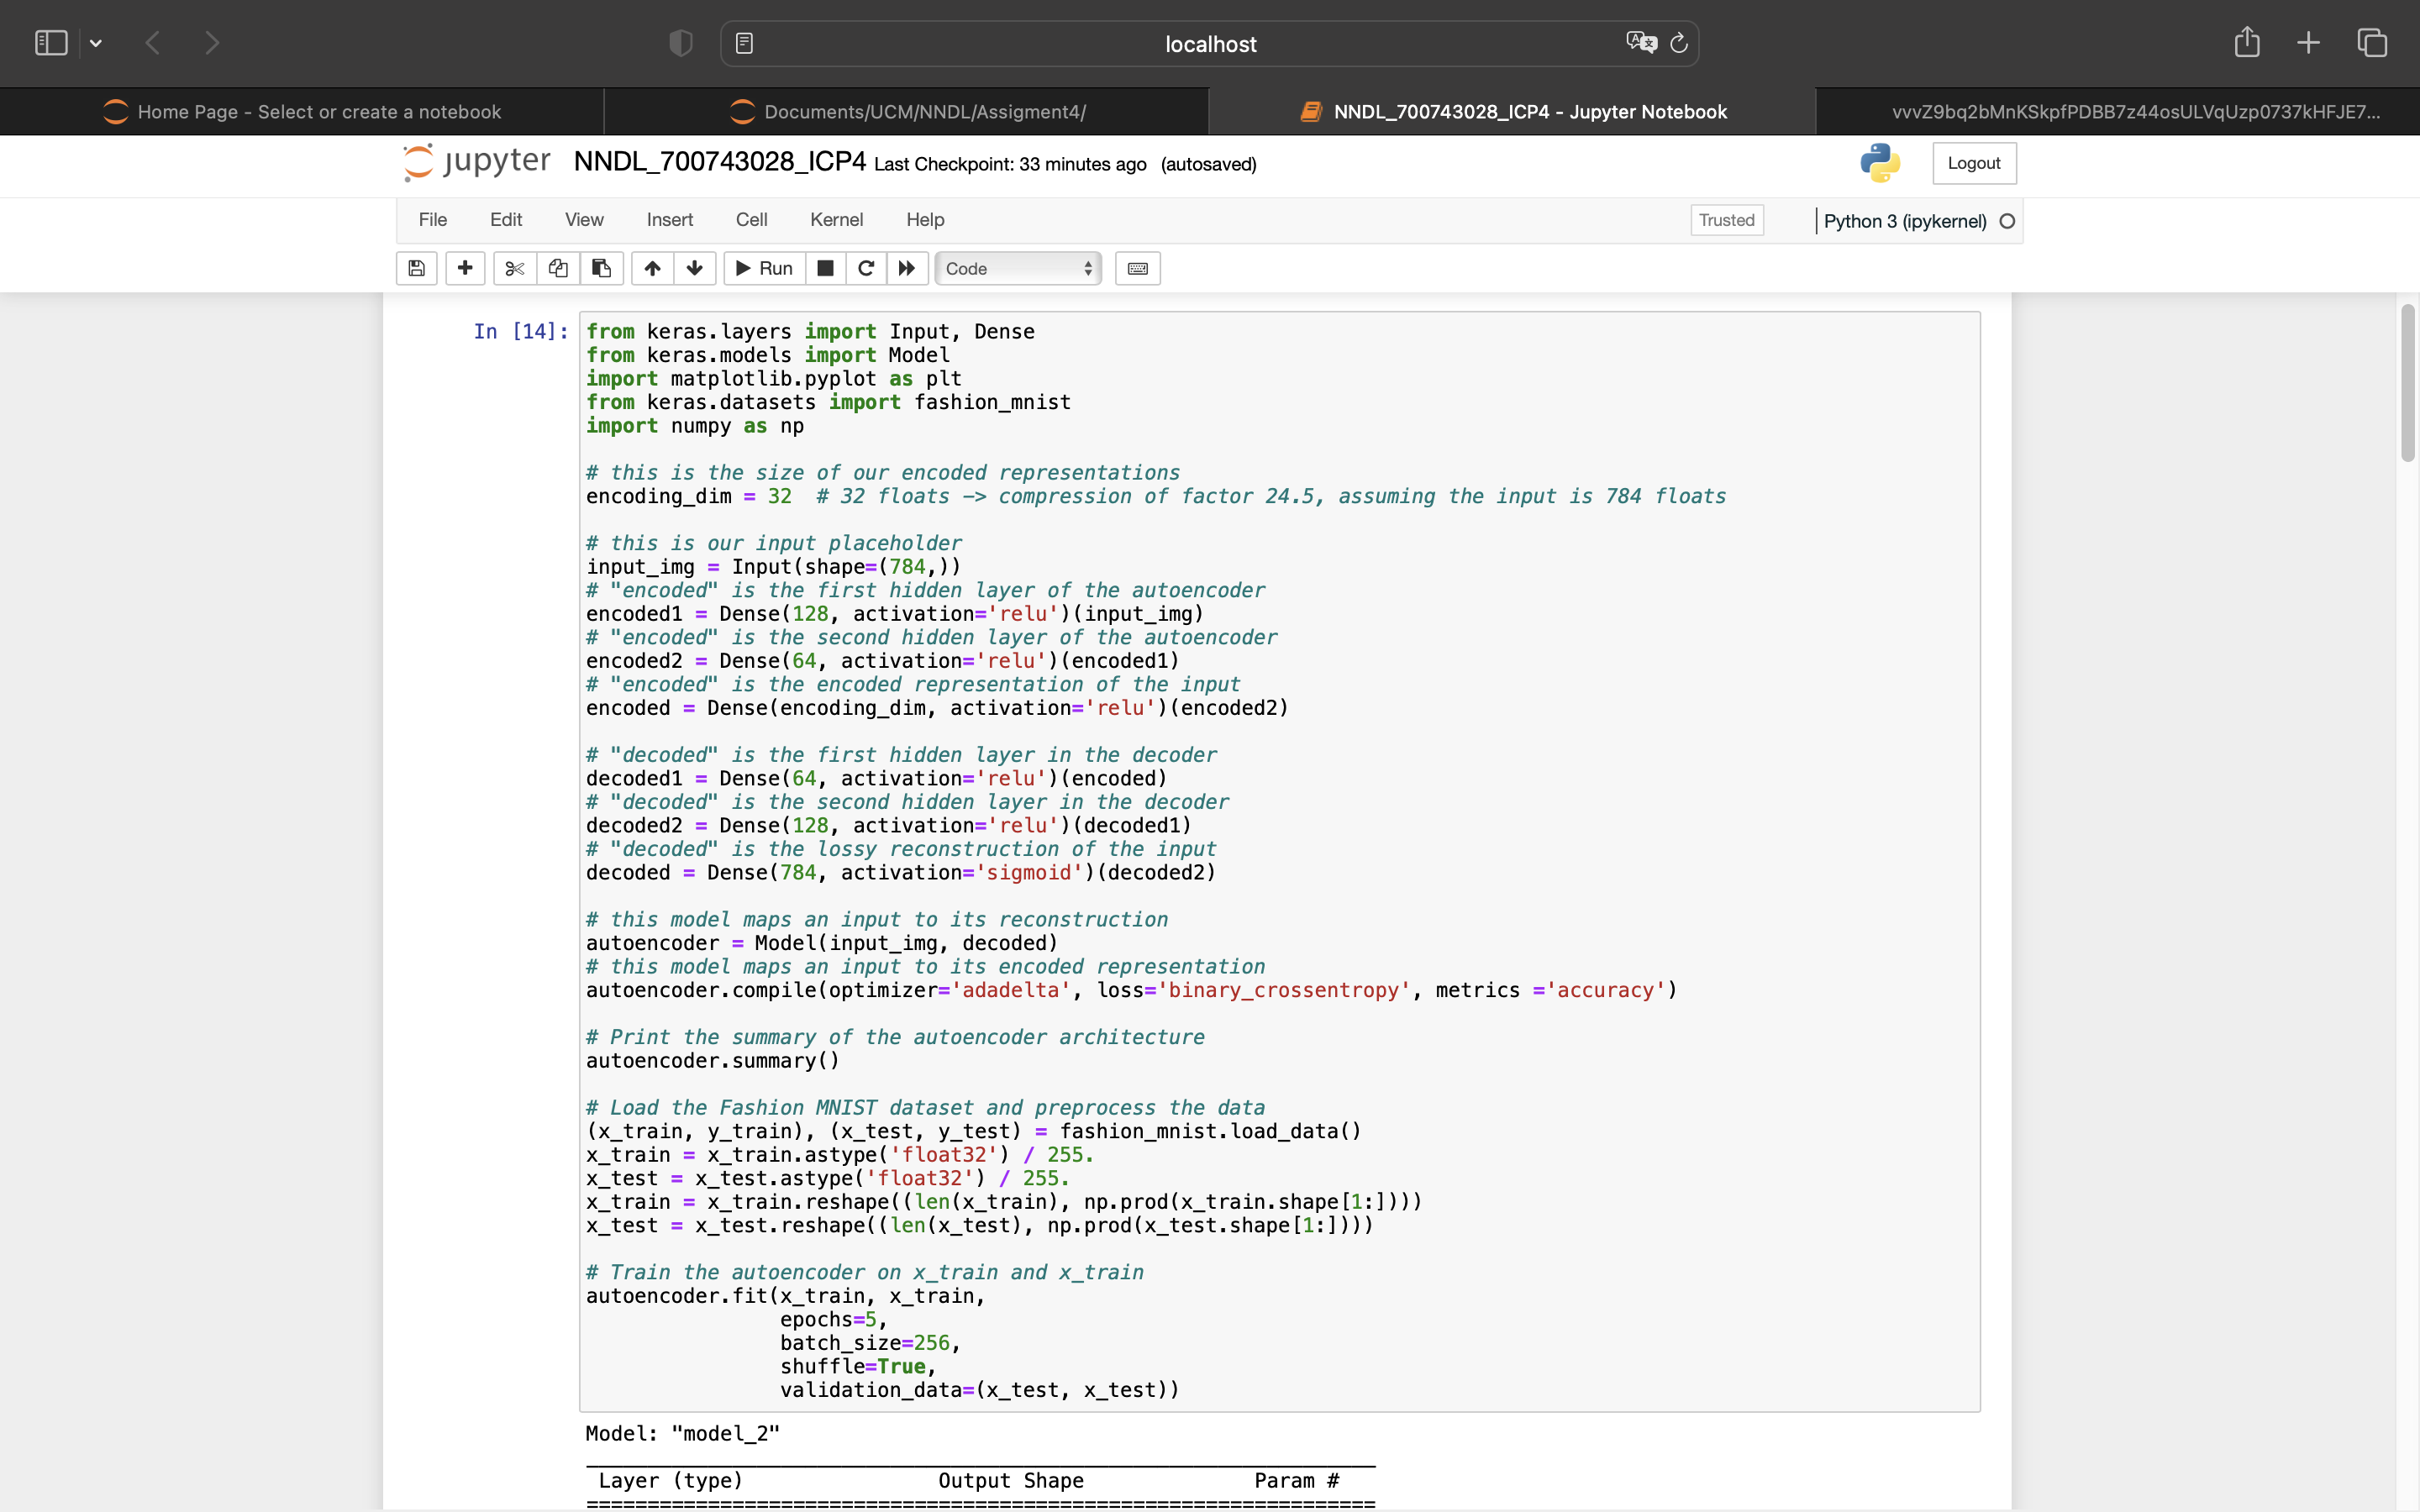 localhost
Home Page - Select or create a notebook
Documents/UCM/NNDL/Assigment4/
NNDL_700743028_ICP4 - Jupyter Notebook
vvvZ9bq2bMnKSkpfPDBB7z44osULVqUzp0737kHFJE7...
jupyter NNDL_700743028_ICP4 Last Checkpoint: 33 minutes ago (autosaved)
Logout
File Edit View Insert Cell Kernel Help
Trusted
Python 3 (ipykernel)
Run
Code
In [14]:
from keras.layers import Input, Dense
from keras.models import Model
import matplotlib.pyplot as plt
from keras.datasets import fashion_mnist
import numpy as np

# this is the size of our encoded representations
encoding_dim = 32  # 32 floats -> compression of factor 24.5, assuming the input is 784 floats

# this is our input placeholder
input_img = Input(shape=(784,))
# "encoded" is the first hidden layer of the autoencoder
encoded1 = Dense(128, activation='relu')(input_img)
# "encoded" is the second hidden layer of the autoencoder
encoded2 = Dense(64, activation='relu')(encoded1)
# "encoded" is the encoded representation of the input
encoded = Dense(encoding_dim, activation='relu')(encoded2)

# "decoded" is the first hidden layer in the decoder
decoded1 = Dense(64, activation='relu')(encoded)
# "decoded" is the second hidden layer in the decoder
decoded2 = Dense(128, activation='relu')(decoded1)
# "decoded" is the lossy reconstruction of the input
decoded = Dense(784, activation='sigmoid')(decoded2)

# this model maps an input to its reconstruction
autoencoder = Model(input_img, decoded)
# this model maps an input to its encoded representation
autoencoder.compile(optimizer='adadelta', loss='binary_crossentropy', metrics ='accuracy')

# Print the summary of the autoencoder architecture
autoencoder.summary()

# Load the Fashion MNIST dataset and preprocess the data
(x_train, y_train), (x_test, y_test) = fashion_mnist.load_data()
x_train = x_train.astype('float32') / 255.
x_test = x_test.astype('float32') / 255.
x_train = x_train.reshape((len(x_train), np.prod(x_train.shape[1:])))
x_test = x_test.reshape((len(x_test), np.prod(x_test.shape[1:])))

# Train the autoencoder on x_train and x_train
autoencoder.fit(x_train, x_train,
                epochs=5,
                batch_size=256,
                shuffle=True,
                validation_data=(x_test, x_test))
Model: "model_2"
Layer (type) Output Shape Param #